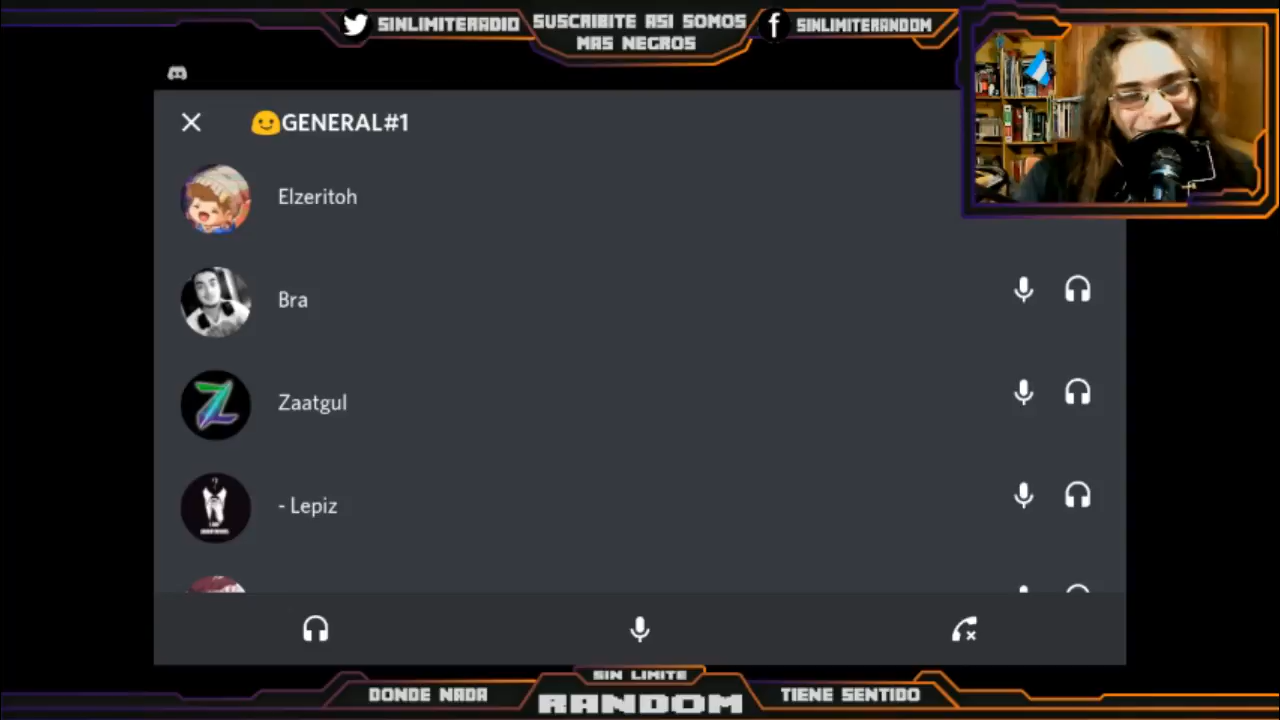 SINLIMITERADIO
SUSCRIBITE ASI SOMOS
MAS NEGROS
SINLIMITERANDOM
GENERAL#1
Elzeritoh
Bra
Zaatgul
- Lepiz
DONDE NADA
SIN LIMITE
RANDOM
TIENE SENTIDO